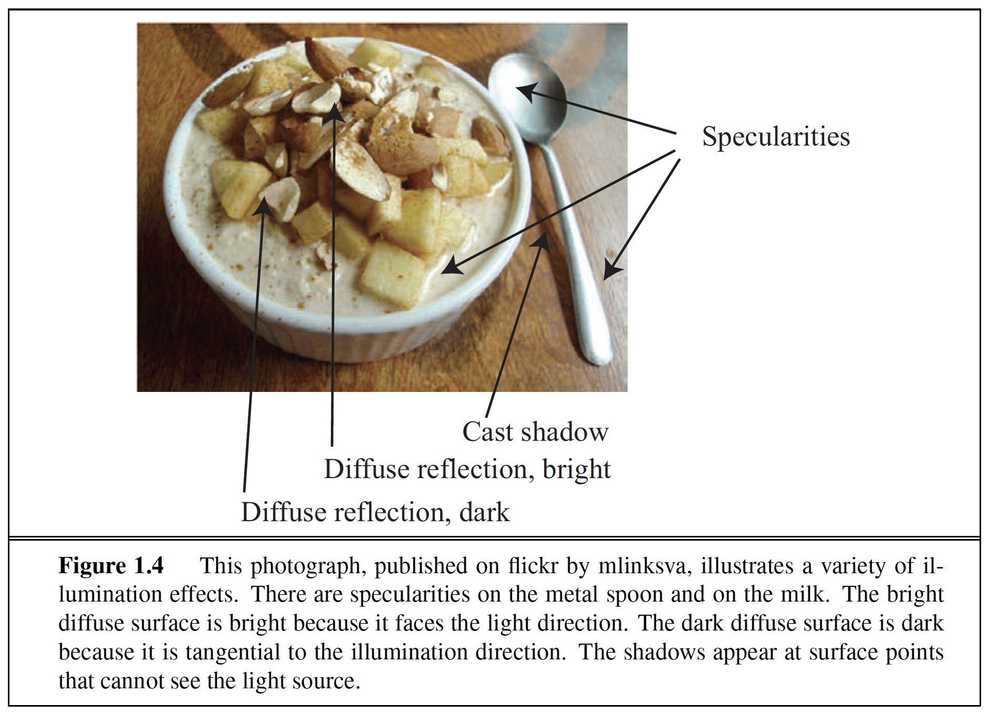 Specularities
Cast shadow
Diffuse reflection, bright
Diffuse reflection, dark
Figure 1.4 This photograph, published on flickr by mlinksva, illustrates a variety of il-
lumination effects. There are specularities on the metal spoon and on the milk. The bright
diffuse surface is bright because it faces the light direction. The dark diffuse surface is dark
because it is tangential to the illumination direction. The shadows appear at surface points
that cannot see the light source.